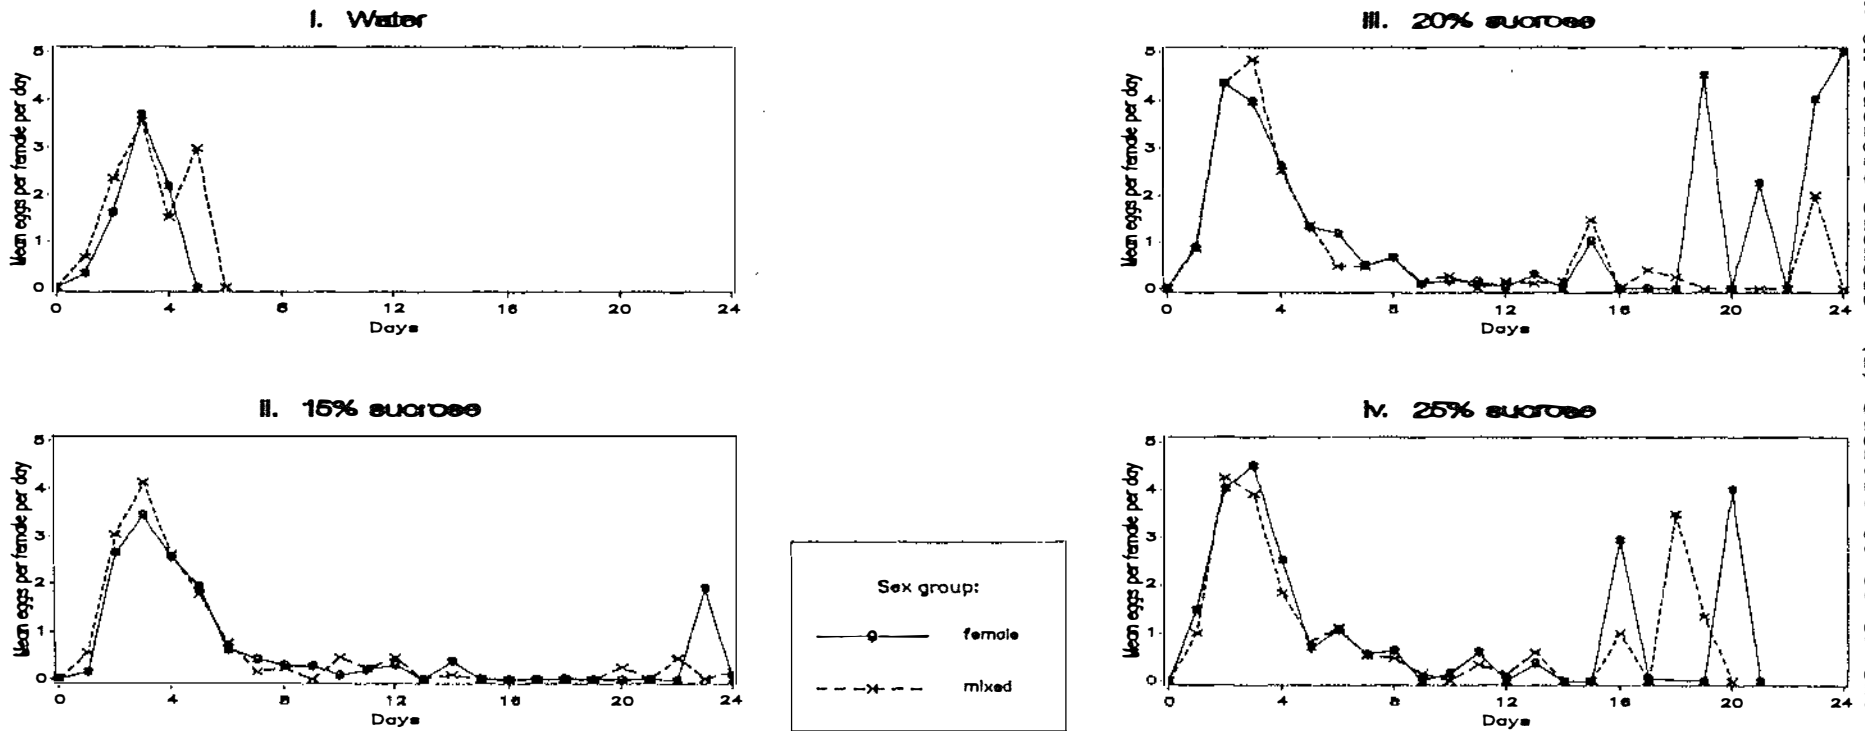 i. Water
Mean eggs per female per day
5
4
3
2
1
0
0 4 8 12 16 20 24
Days
ii. 15% sucrose
Mean eggs per female per day
5
4
3
2
1
0
0 4 8 12 16 20 24
Days
Sex group:
female
mixed
iii. 20% sucrose
Mean eggs per female per day
5
4
3
2
1
0
0 4 8 12 16 20 24
Days
iv. 25% sucrose
Mean eggs per female per day
5
4
3
2
1
0
0 4 8 12 16 20 24
Days